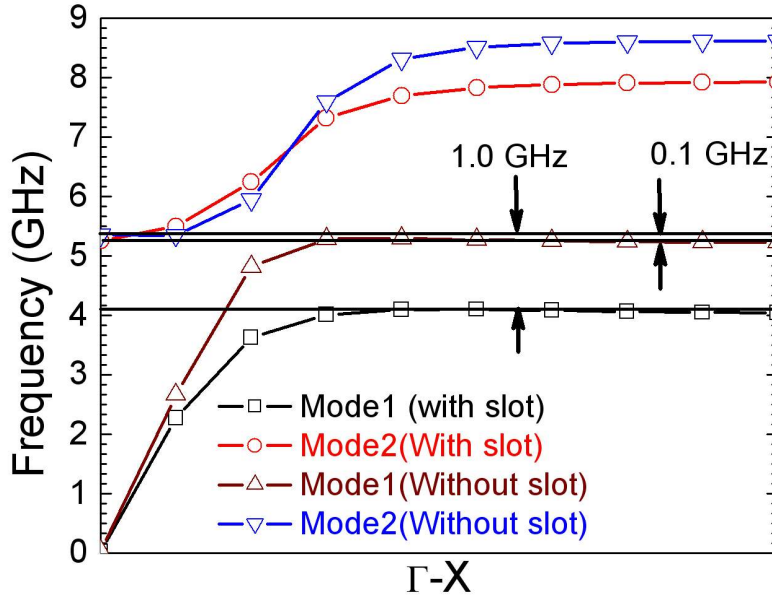 9
8
7
6
5
4
3
2
1
0
Frequency (GHz)
1.0 GHz
0.1 GHz
Mode1 (with slot)
Mode2(With slot)
Mode1(Without slot)
Mode2(Without slot)
Γ-X